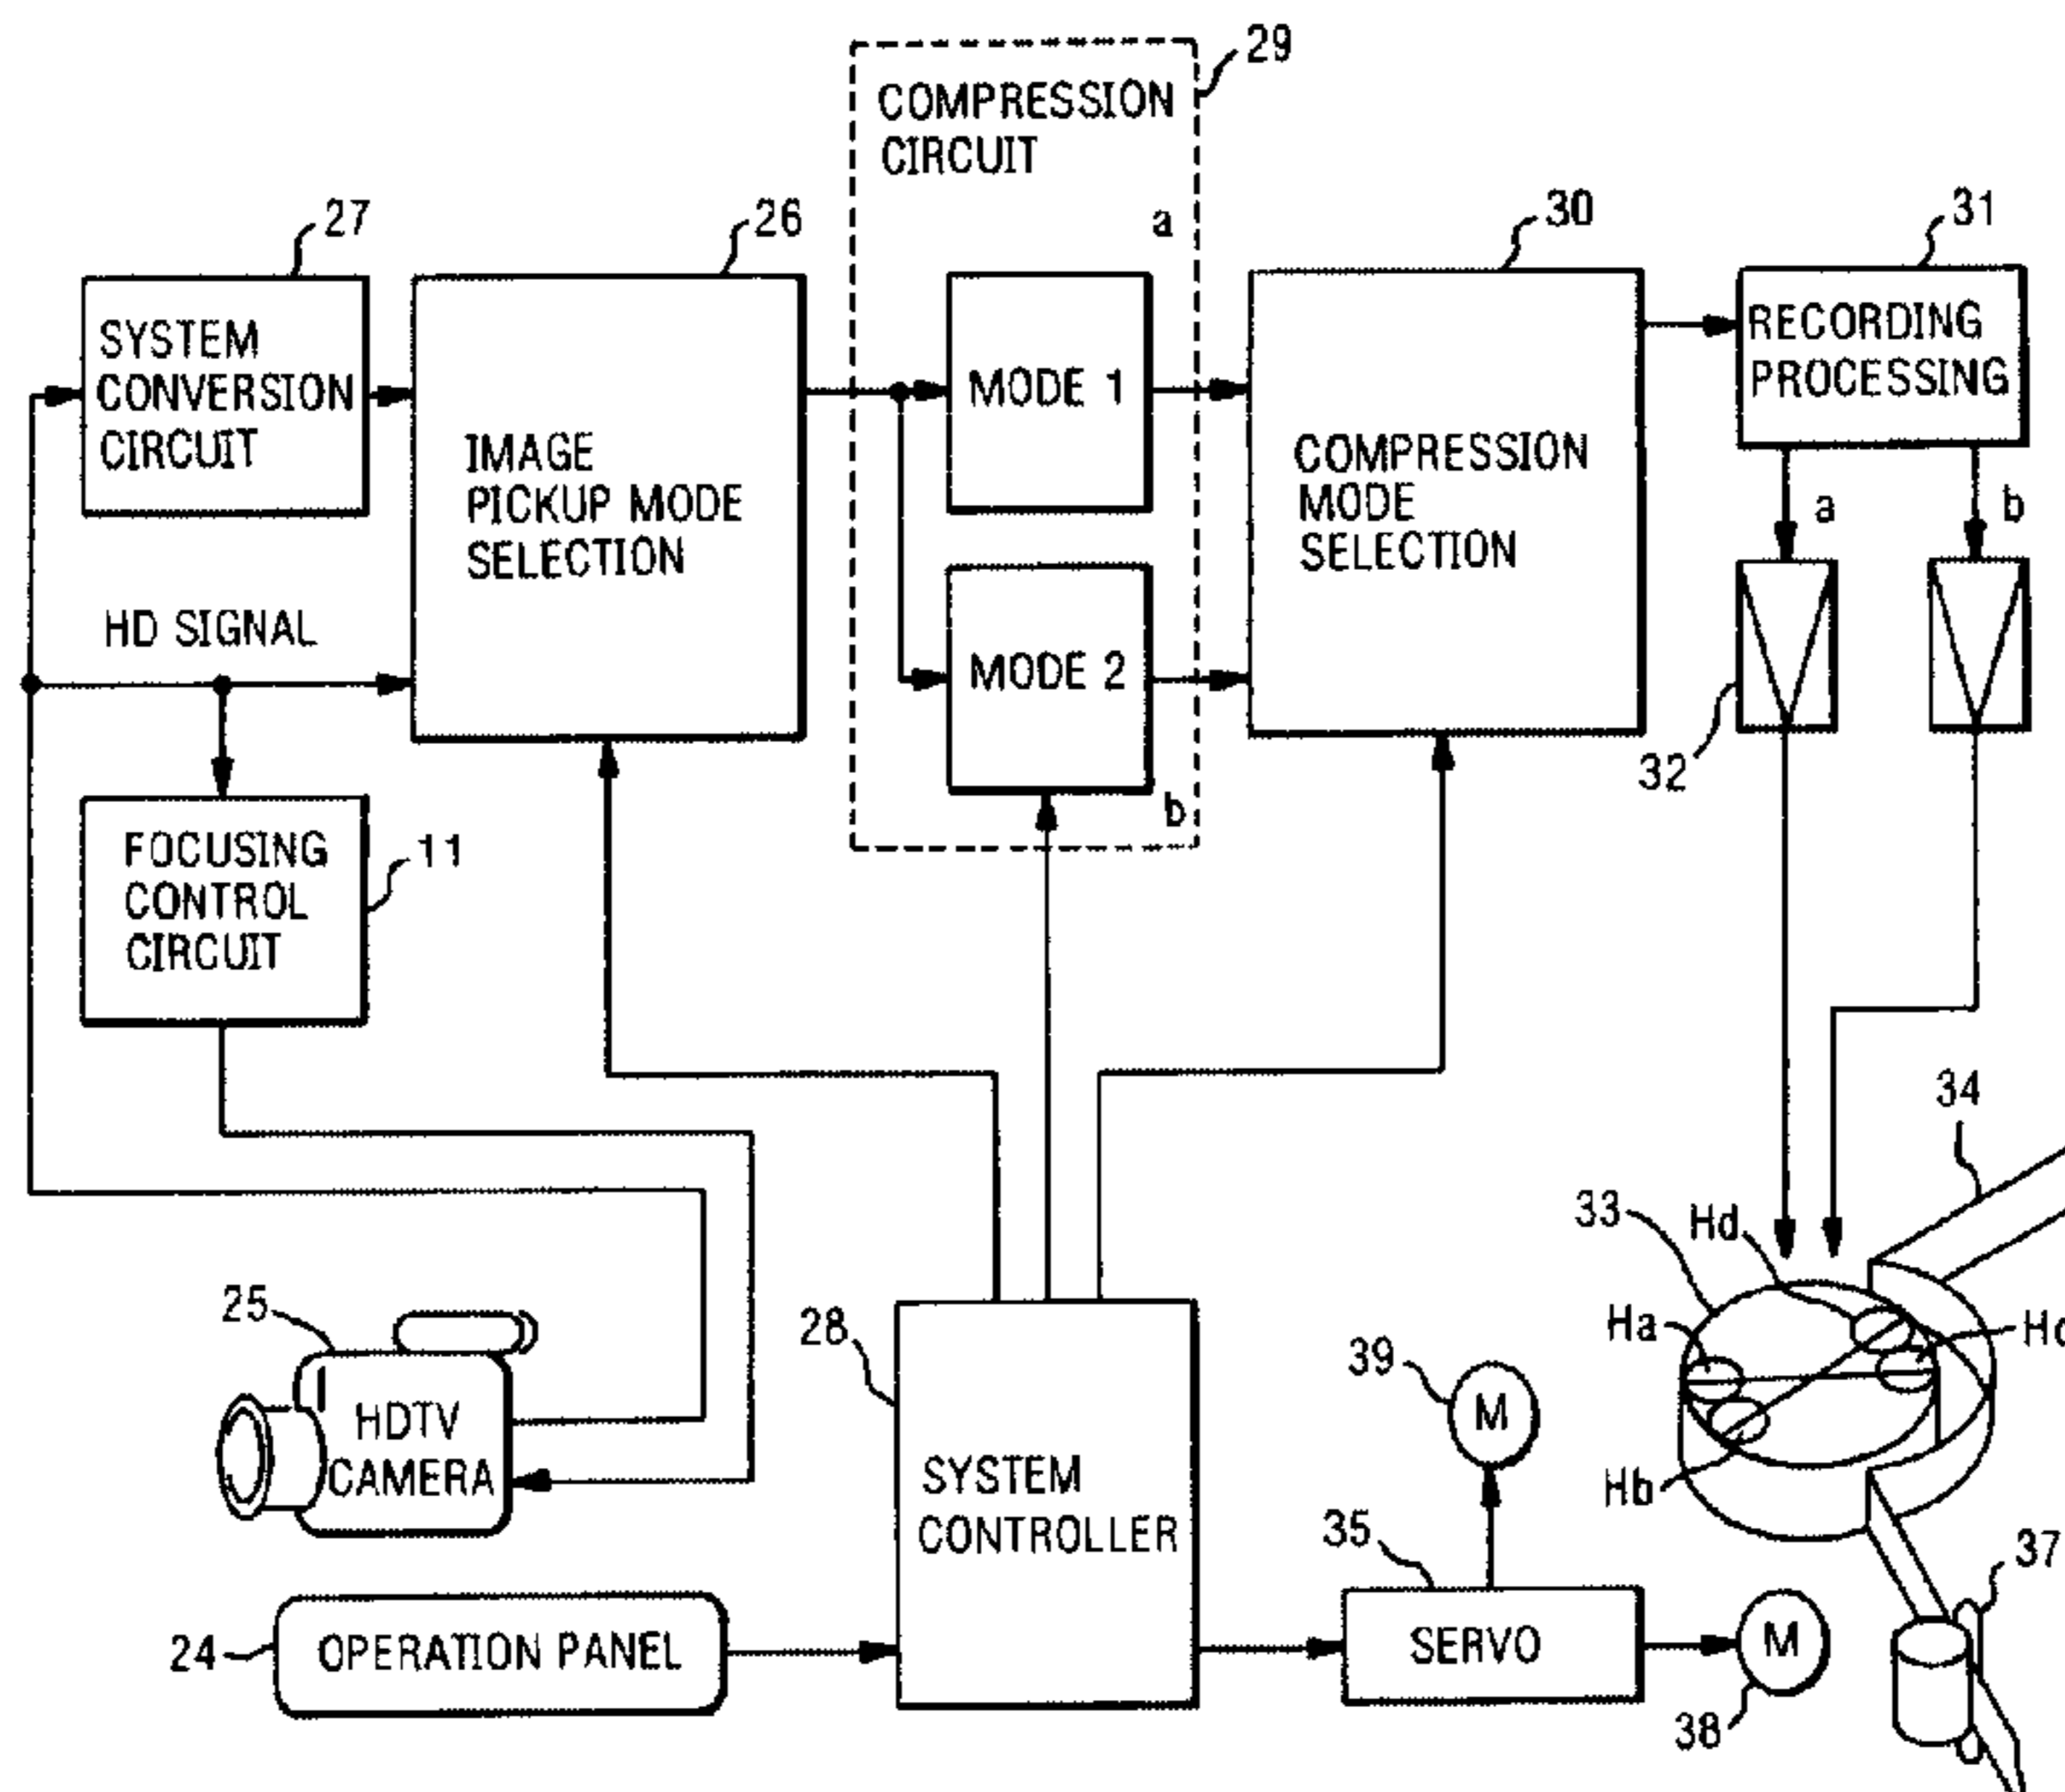 29
COMPRESSION
CIRCUIT
a
27
26
30
31
SYSTEM
CONVERSION
CIRCUIT
IMAGE
PICKUP MODE
SELECTION
MODE 1
COMPRESSION
MODE
SELECTION
RECORDING
PROCESSING
a
b
HD SIGNAL
MODE 2
b
32
FOCUSING
CONTROL
CIRCUIT
11
34
33
Hd
Ha
Hc
Hb
25
HDTV
CAMERA
28
SYSTEM
CONTROLLER
39
M
35
SERVO
37
M
38
24
OPERATION PANEL